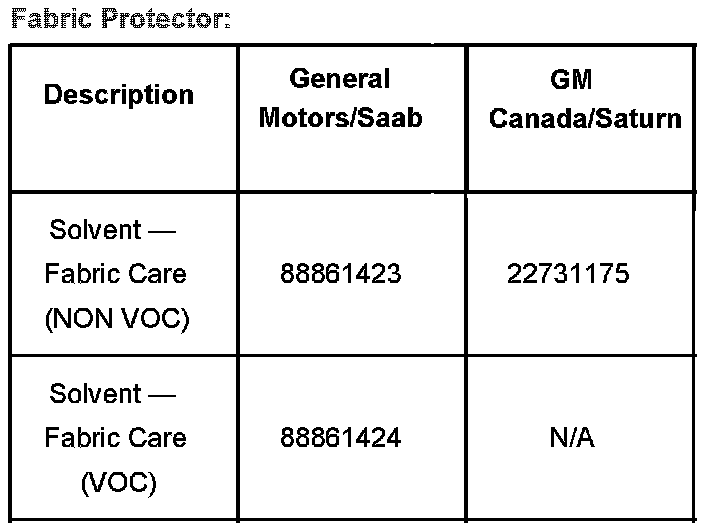 Fabric Protector:
Description
General
Motors/Saab
GM
Canada/Saturn
Solvent —
Fabric Care
(NON VOC)
88861423
22731175
Solvent —
Fabric Care
(VOC)
88861424
N/A